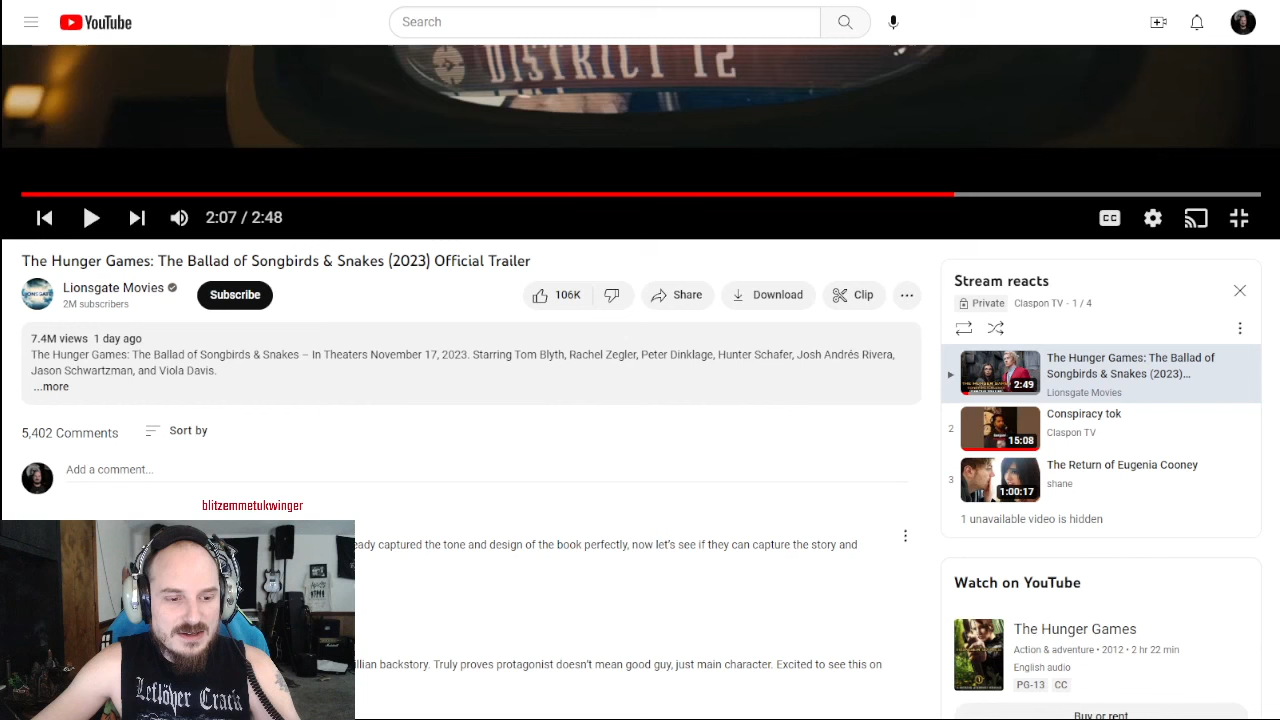 YouTube
Search
DISTRICT 12
2:07 / 2:48
CC
The Hunger Games: The Ballad of Songbirds & Snakes (2023) Official Trailer
Lionsgate Movies
2M subscribers
Subscribe
106K
Share
Download
Clip
7.4M views 1 day ago
The Hunger Games: The Ballad of Songbirds & Snakes – In Theaters November 17, 2023. Starring Tom Blyth, Rachel Zegler, Peter Dinklage, Hunter Schafer, Josh Andrés Rivera,
Jason Schwartzman, and Viola Davis.
...more
5,402 Comments
Sort by
Add a comment...
blitzemmetukwinger
eady captured the tone and design of the book perfectly, now let's see if they can capture the story and
illian backstory. Truly proves protagonist doesn't mean good guy, just main character. Excited to see this on
Leftöver Crack
Stream reacts
Private Claspon TV - 1 / 4
2:49
The Hunger Games: The Ballad of
Songbirds & Snakes (2023)...
Lionsgate Movies
2
15:08
Conspiracy tok
Claspon TV
3
1:00:17
The Return of Eugenia Cooney
shane
1 unavailable video is hidden
Watch on YouTube
The Hunger Games
Action & adventure • 2012 • 2 hr 22 min
English audio
PG-13 CC
Buy or rent